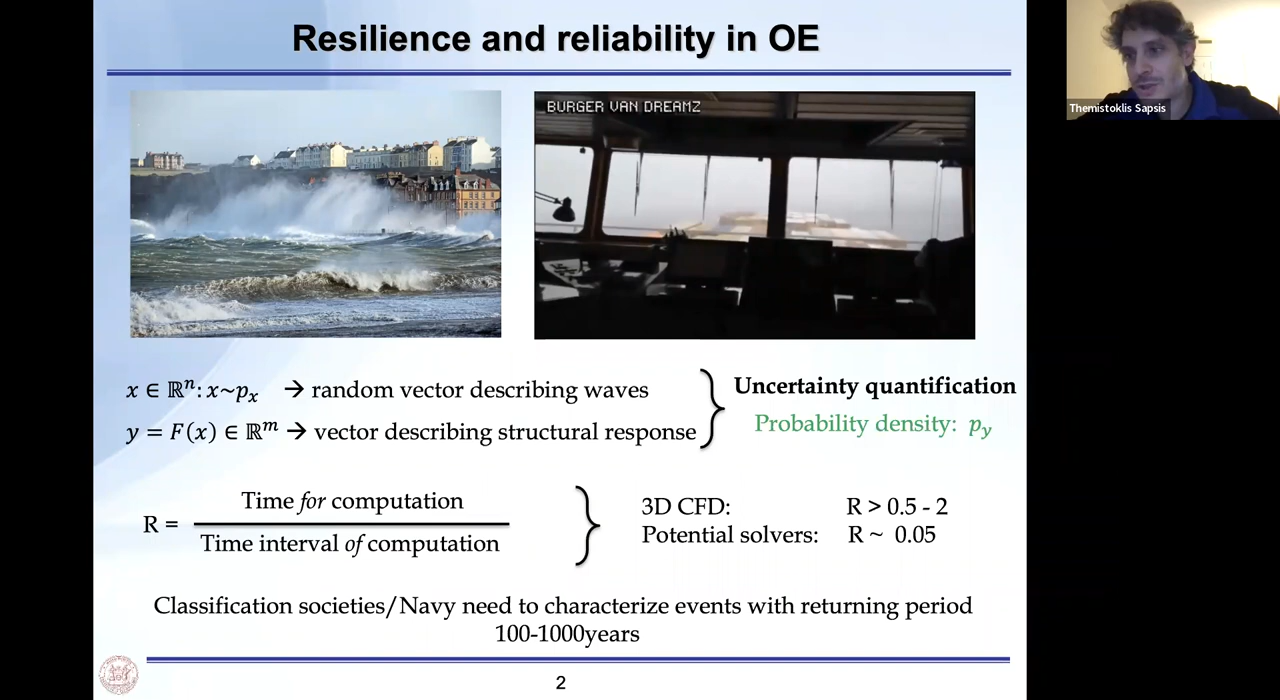 Resilience and reliability in OE
Themistoklis Sapsis
BURGER VAN DREAMZ
x ∈ ℝⁿ: x~pₓ → random vector describing waves
y = F(x) ∈ ℝᵐ → vector describing structural response
Uncertainty quantification
Probability density: p_y
R =
Time for computation
Time interval of computation
3D CFD: R > 0.5 - 2
Potential solvers: R ~ 0.05
Classification societies/Navy need to characterize events with returning period
100-1000years
2